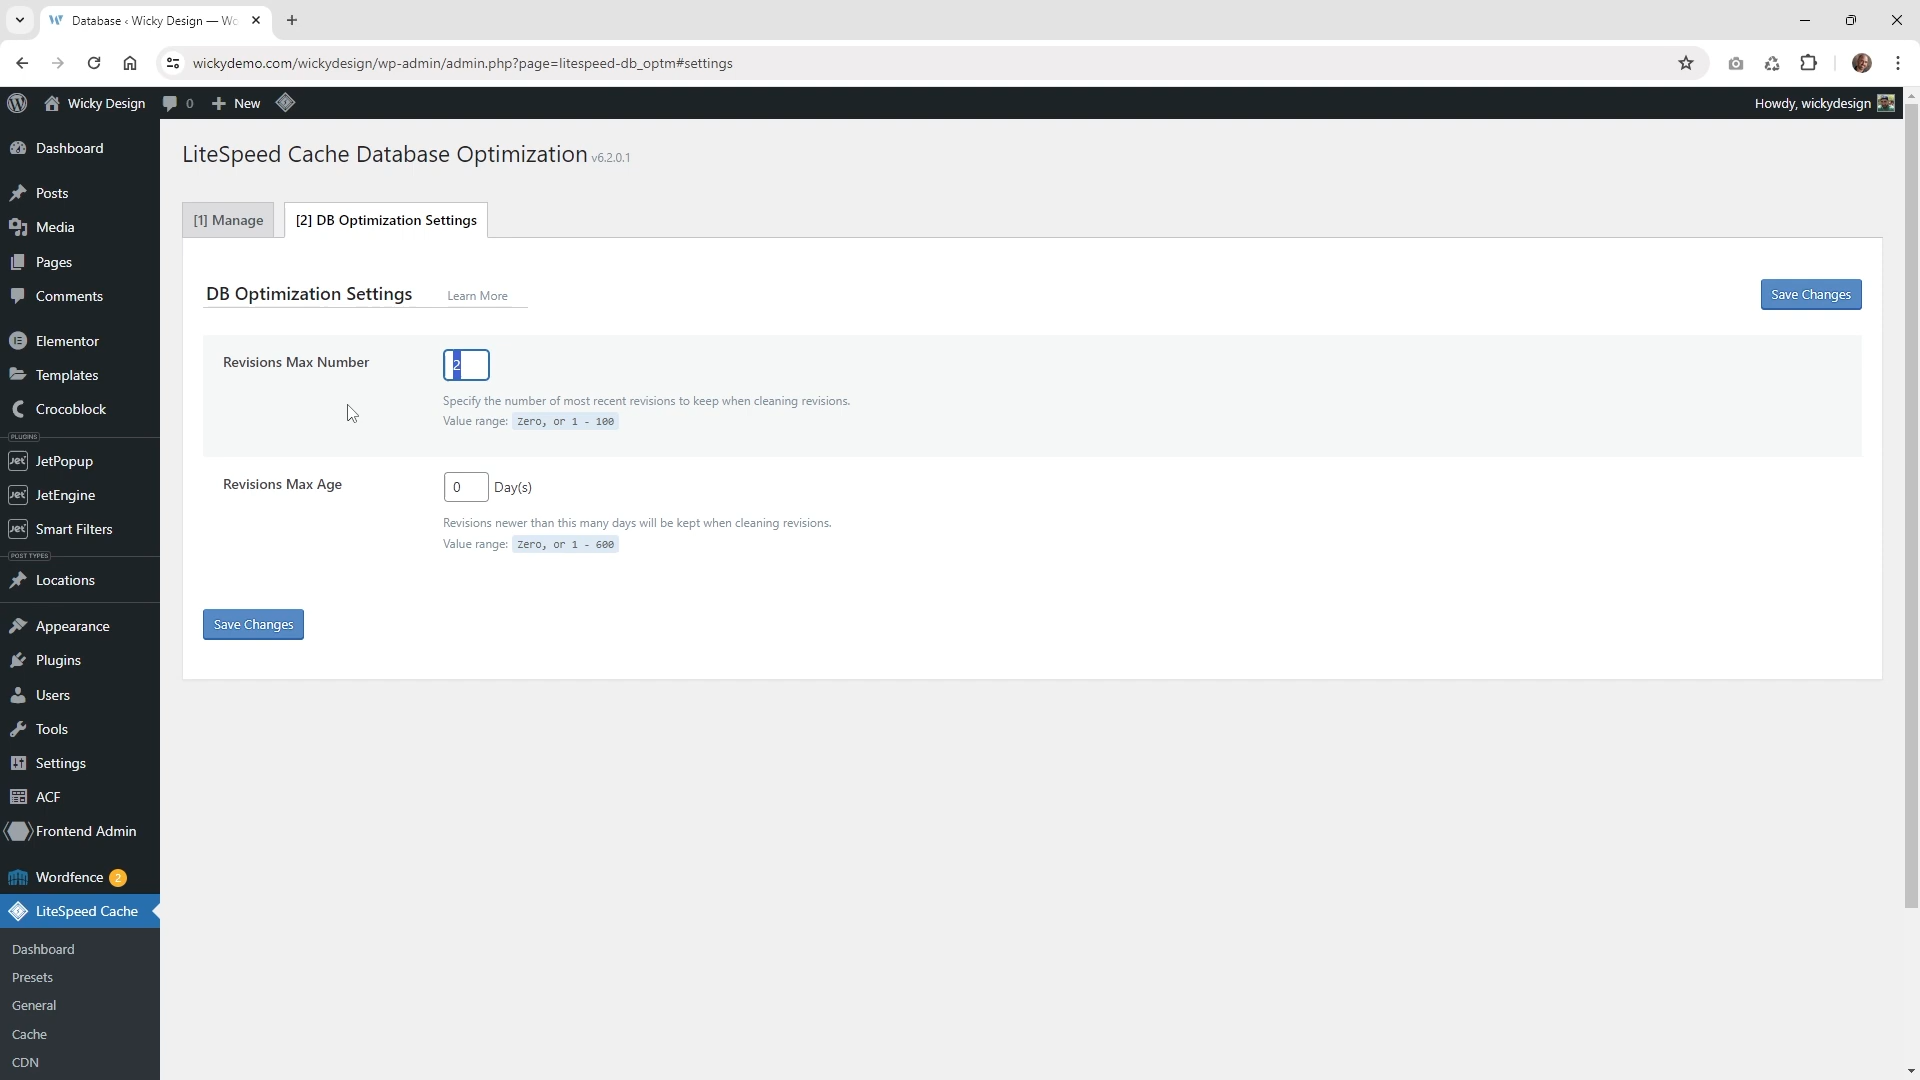 Database ‹ Wicky Design — Wo
wickydemo.com/wickydesign/wp-admin/admin.php?page=litespeed-db_optm#settings
Wicky Design
0
New
Howdy, wickydesign
Dashboard
Posts
Media
Pages
Comments
Elementor
Templates
Crocoblock
PLUGINS
Jet JetPopup
Jet JetEngine
Jet Smart Filters
POST TYPES
Locations
Appearance
Plugins
Users
Tools
Settings
ACF
Frontend Admin
Wordfence 2
LiteSpeed Cache
Dashboard
Presets
General
Cache
CDN
LiteSpeed Cache Database Optimization v6.2.0.1
[1] Manage
[2] DB Optimization Settings
DB Optimization Settings
Learn More
Save Changes
Revisions Max Number
2
Specify the number of most recent revisions to keep when cleaning revisions.
Value range: Zero, or 1 - 100
Revisions Max Age
0 Day(s)
Revisions newer than this many days will be kept when cleaning revisions.
Value range: Zero, or 1 - 600
Save Changes